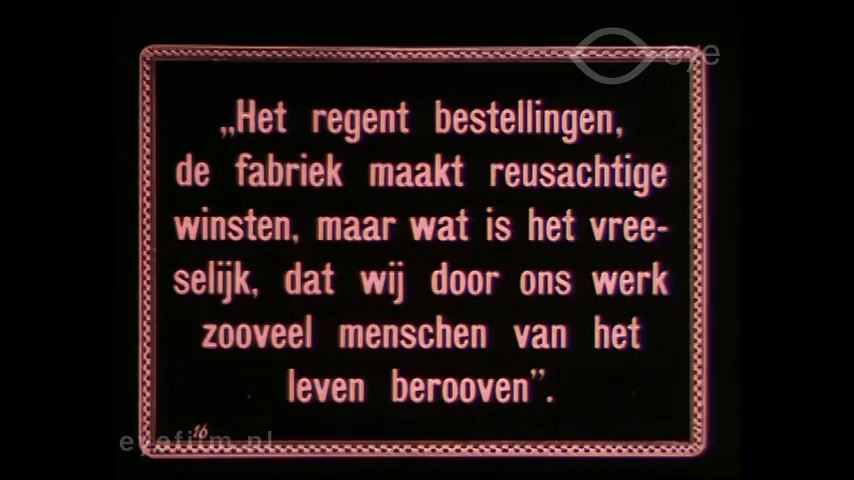 eye
„Het regent bestellingen,
de fabriek maakt reusachtige
winsten, maar wat is het vree-
selijk, dat wij door ons werk
zooveel menschen van het
leven berooven”.
16
eyefilm.nl